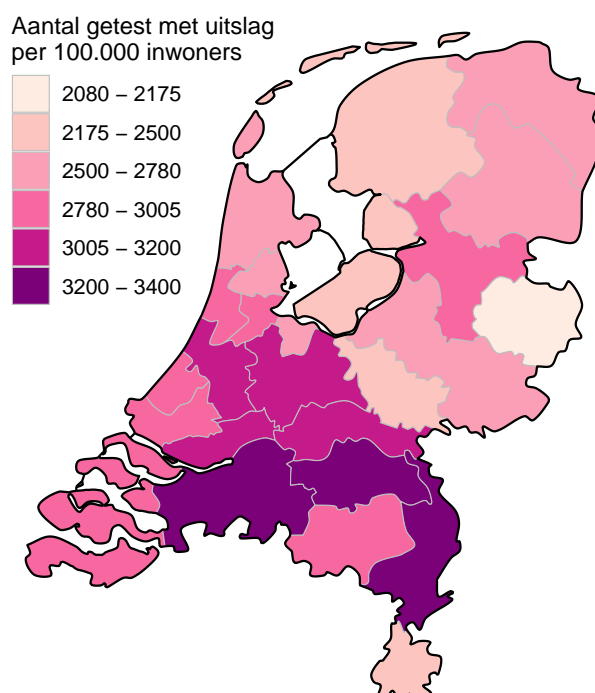 Aantal getest met uitslag
per 100.000 inwoners
2080 – 2175
2175 – 2500
2500 – 2780
2780 – 3005
3005 – 3200
3200 – 3400